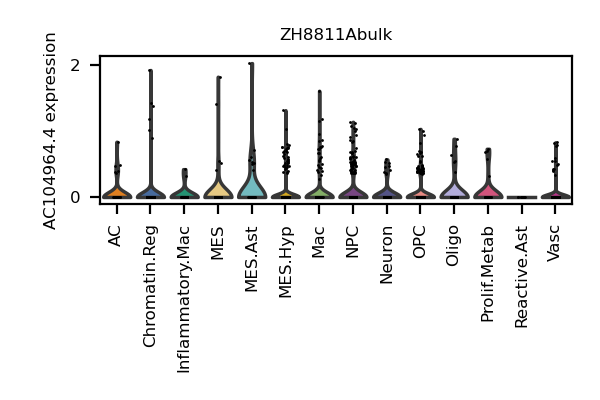 ZH8811Abulk
AC104964.4 expression
2
0
AC
Chromatin.Reg
Inflammatory.Mac
MES
MES.Ast
MES.Hyp
Mac
NPC
Neuron
OPC
Oligo
Prolif.Metab
Reactive.Ast
Vasc